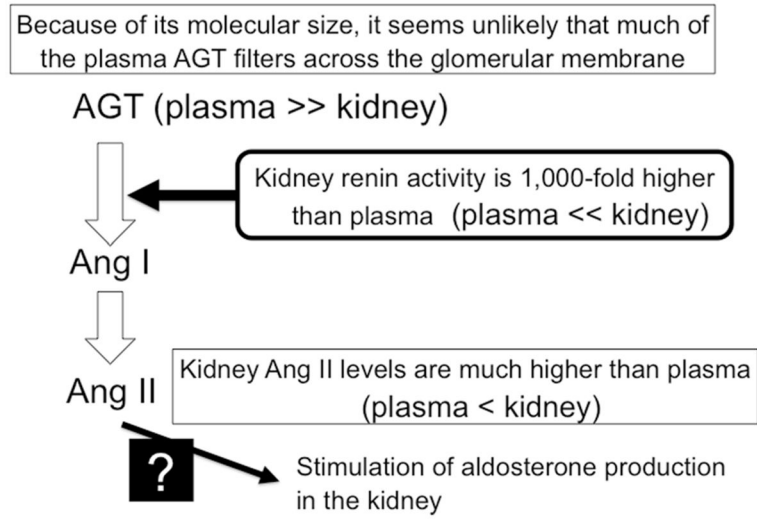 Because of its molecular size, it seems unlikely that much of
the plasma AGT filters across the glomerular membrane
AGT (plasma >> kidney)
Kidney renin activity is 1,000-fold higher
than plasma (plasma << kidney)
Ang I
Ang II
Kidney Ang II levels are much higher than plasma
(plasma < kidney)
?
Stimulation of aldosterone production
in the kidney